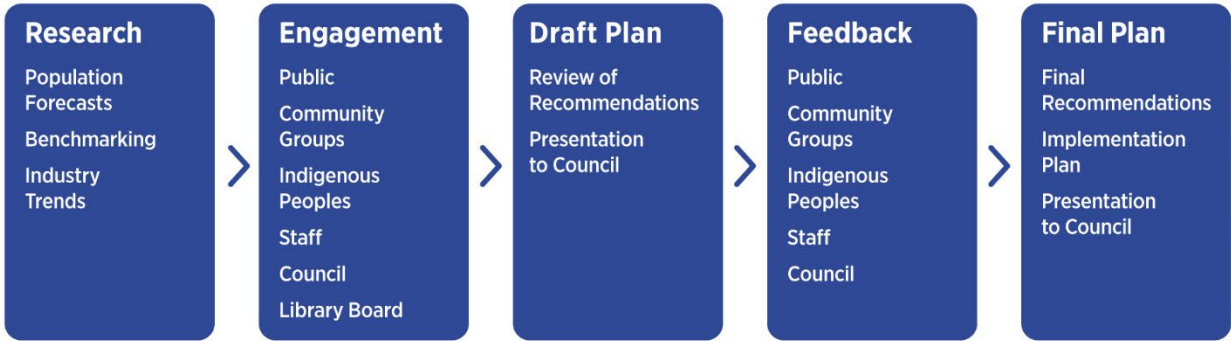 Research
Population
Forecasts
Benchmarking
Industry
Trends
Engagement
Public
Community
Groups
Indigenous
Peoples
Staff
Council
Library Board
Draft Plan
Review of
Recommendations
Presentation
to Council
Feedback
Public
Community
Groups
Indigenous
Peoples
Staff
Council
Final Plan
Final
Recommendations
Implementation
Plan
Presentation
to Council